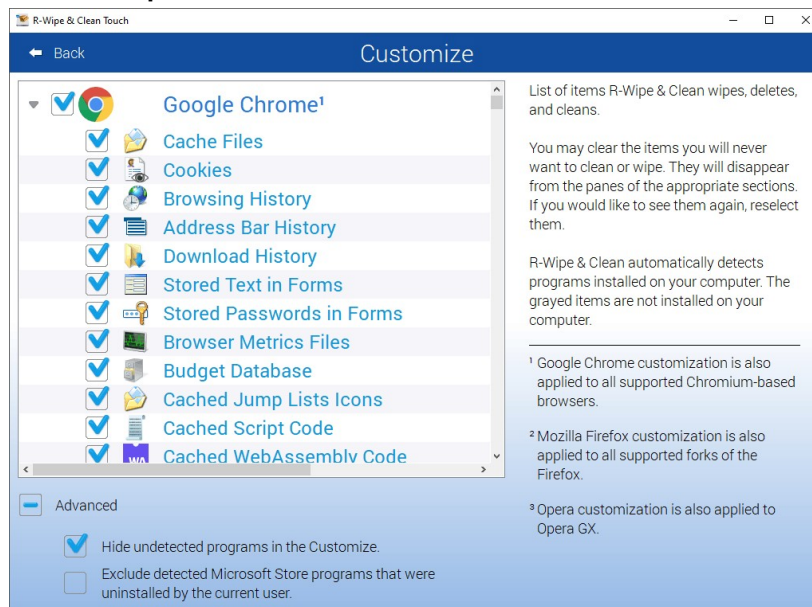 R-Wipe & Clean Touch
Back
Customize
Google Chrome¹
Cache Files
Cookies
Browsing History
Address Bar History
Download History
Stored Text in Forms
Stored Passwords in Forms
Browser Metrics Files
Budget Database
Cached Jump Lists Icons
Cached Script Code
WA Cached WebAssembly Code
Advanced
Hide undetected programs in the Customize.
Exclude detected Microsoft Store programs that were
uninstalled by the current user.
List of items R-Wipe & Clean wipes, deletes,
and cleans.
You may clear the items you will never
want to clean or wipe. They will disappear
from the panes of the appropriate sections.
If you would like to see them again, reselect
them.
R-Wipe & Clean automatically detects
programs installed on your computer. The
grayed items are not installed on your
computer.
¹ Google Chrome customization is also
applied to all supported Chromium-based
browsers.
² Mozilla Firefox customization is also
applied to all supported forks of the
Firefox.
³ Opera customization is also applied to
Opera GX.